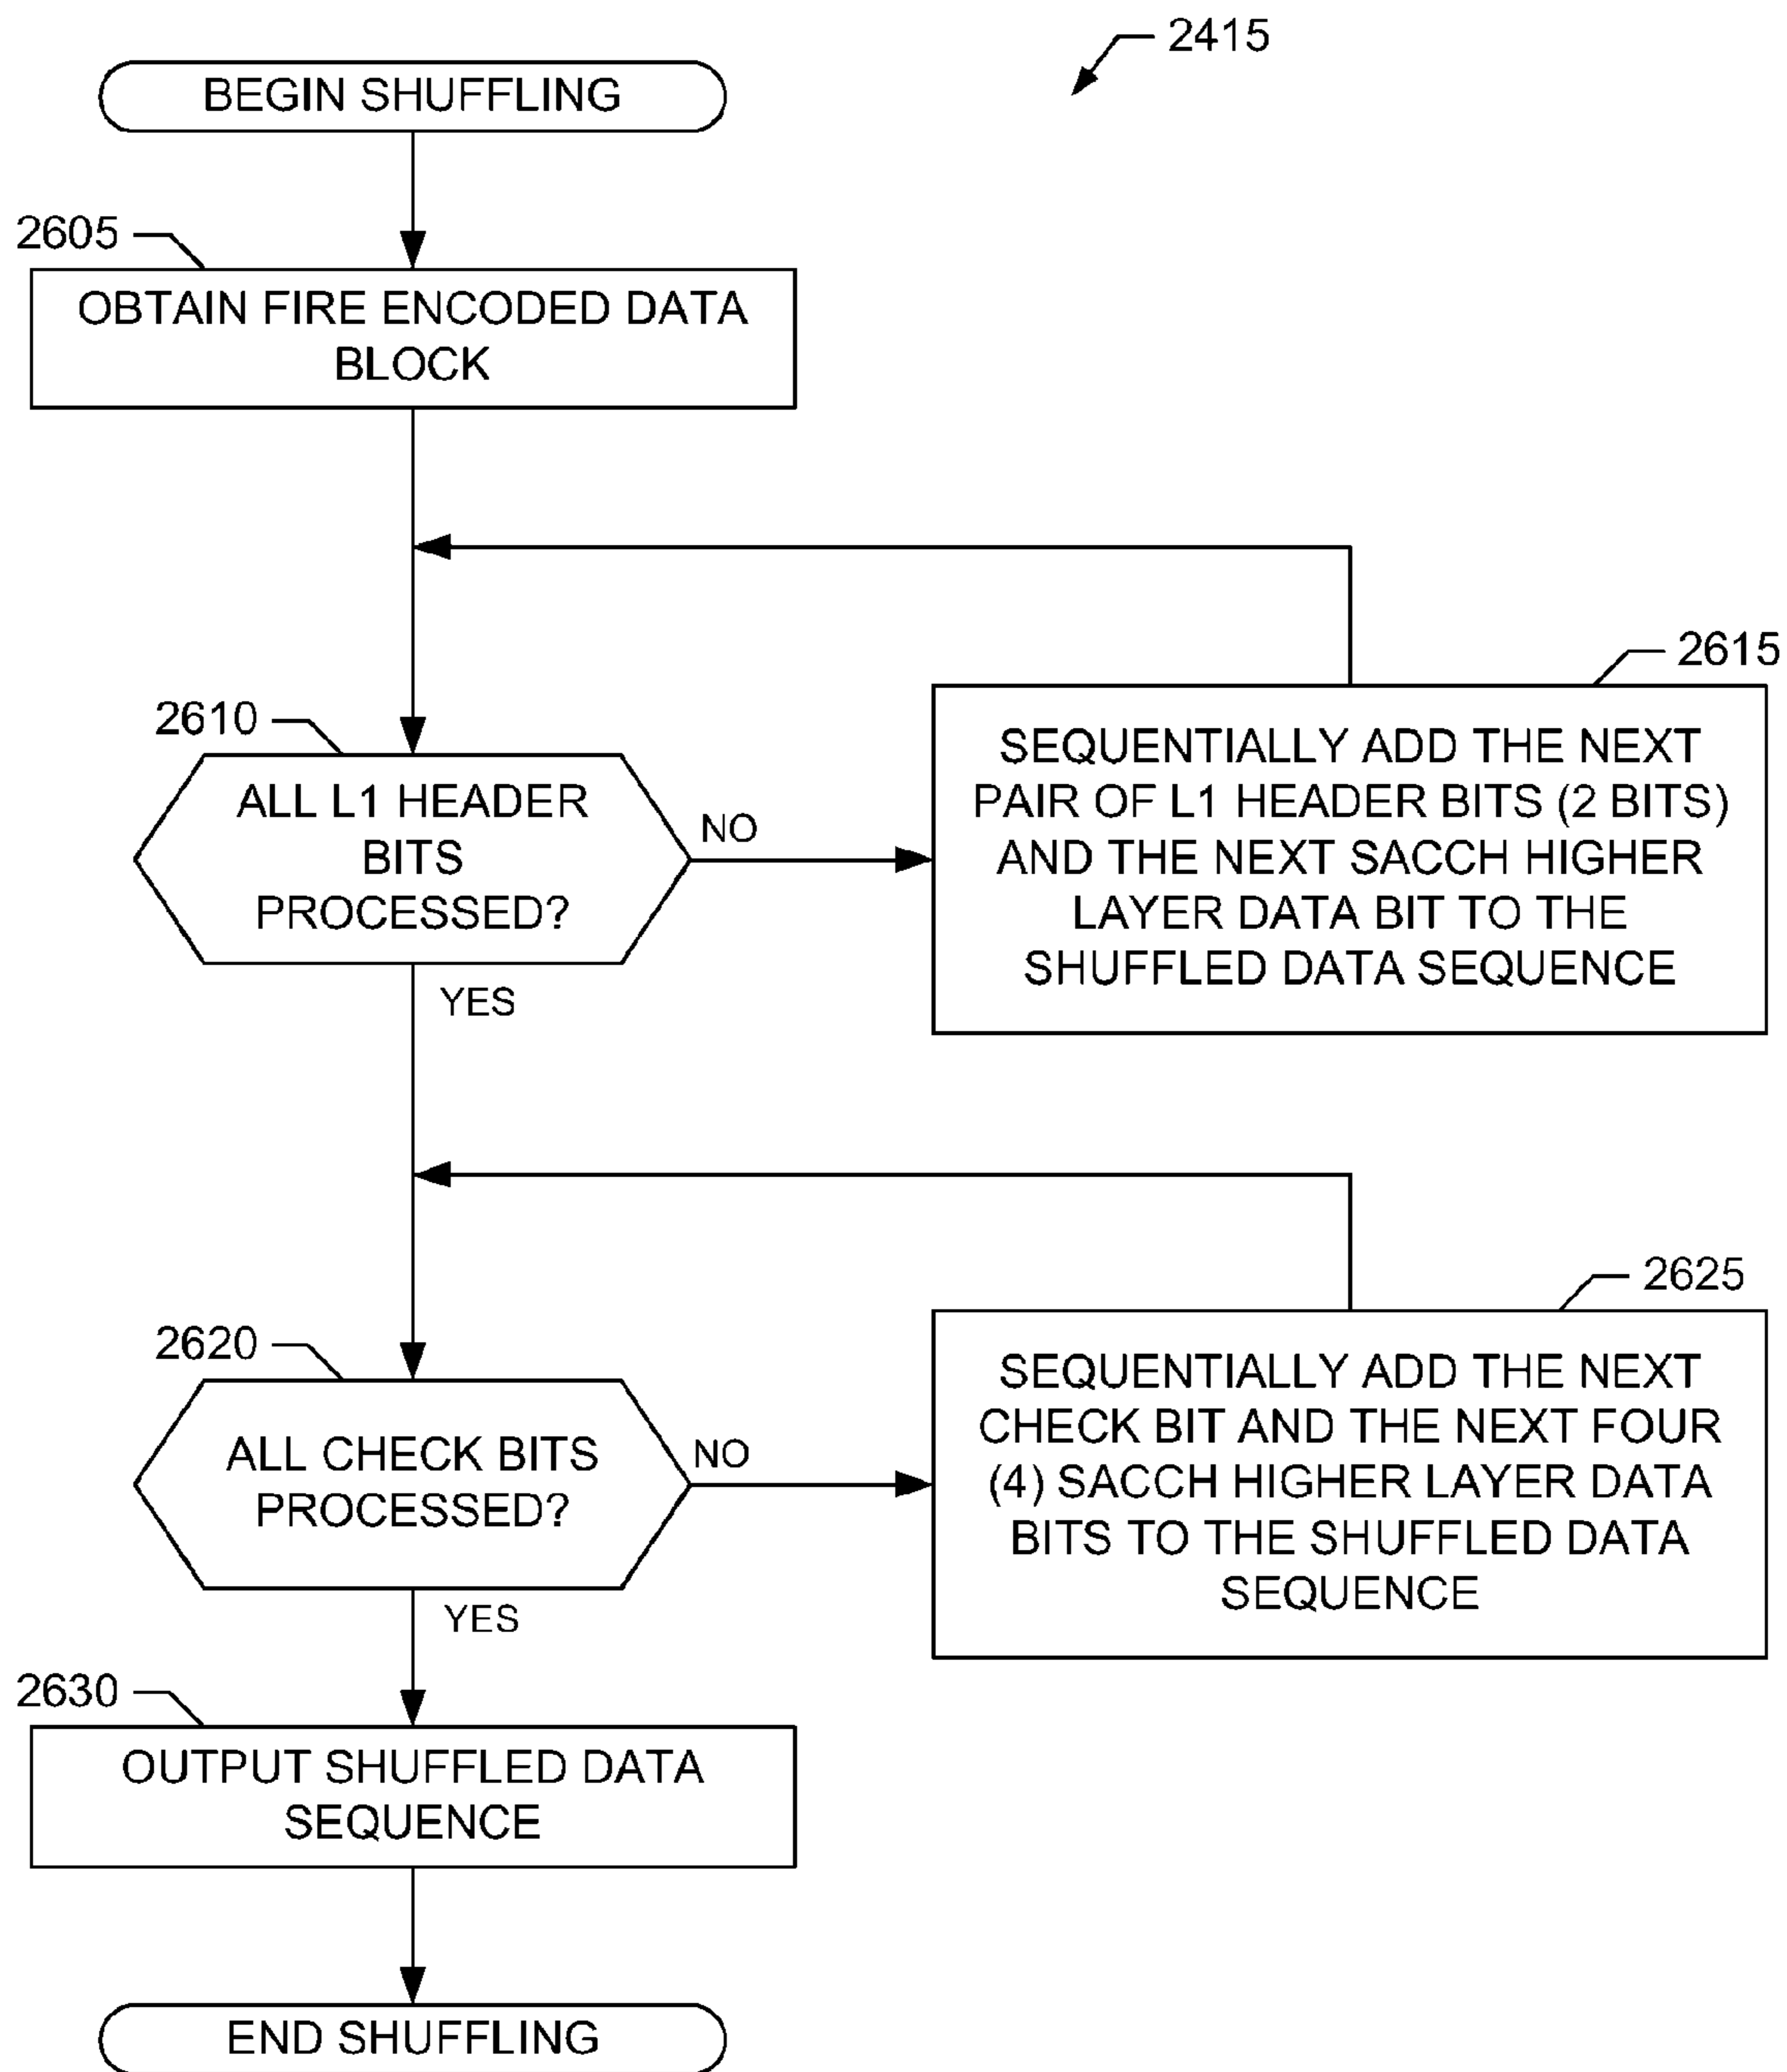 2415
BEGIN SHUFFLING
2605
OBTAIN FIRE ENCODED DATA
BLOCK
2610
ALL L1 HEADER
BITS
PROCESSED?
NO
YES
2615
SEQUENTIALLY ADD THE NEXT
PAIR OF L1 HEADER BITS (2 BITS)
AND THE NEXT SACCH HIGHER
LAYER DATA BIT TO THE
SHUFFLED DATA SEQUENCE
2620
ALL CHECK BITS
PROCESSED?
NO
YES
2625
SEQUENTIALLY ADD THE NEXT
CHECK BIT AND THE NEXT FOUR
(4) SACCH HIGHER LAYER DATA
BITS TO THE SHUFFLED DATA
SEQUENCE
2630
OUTPUT SHUFFLED DATA
SEQUENCE
END SHUFFLING